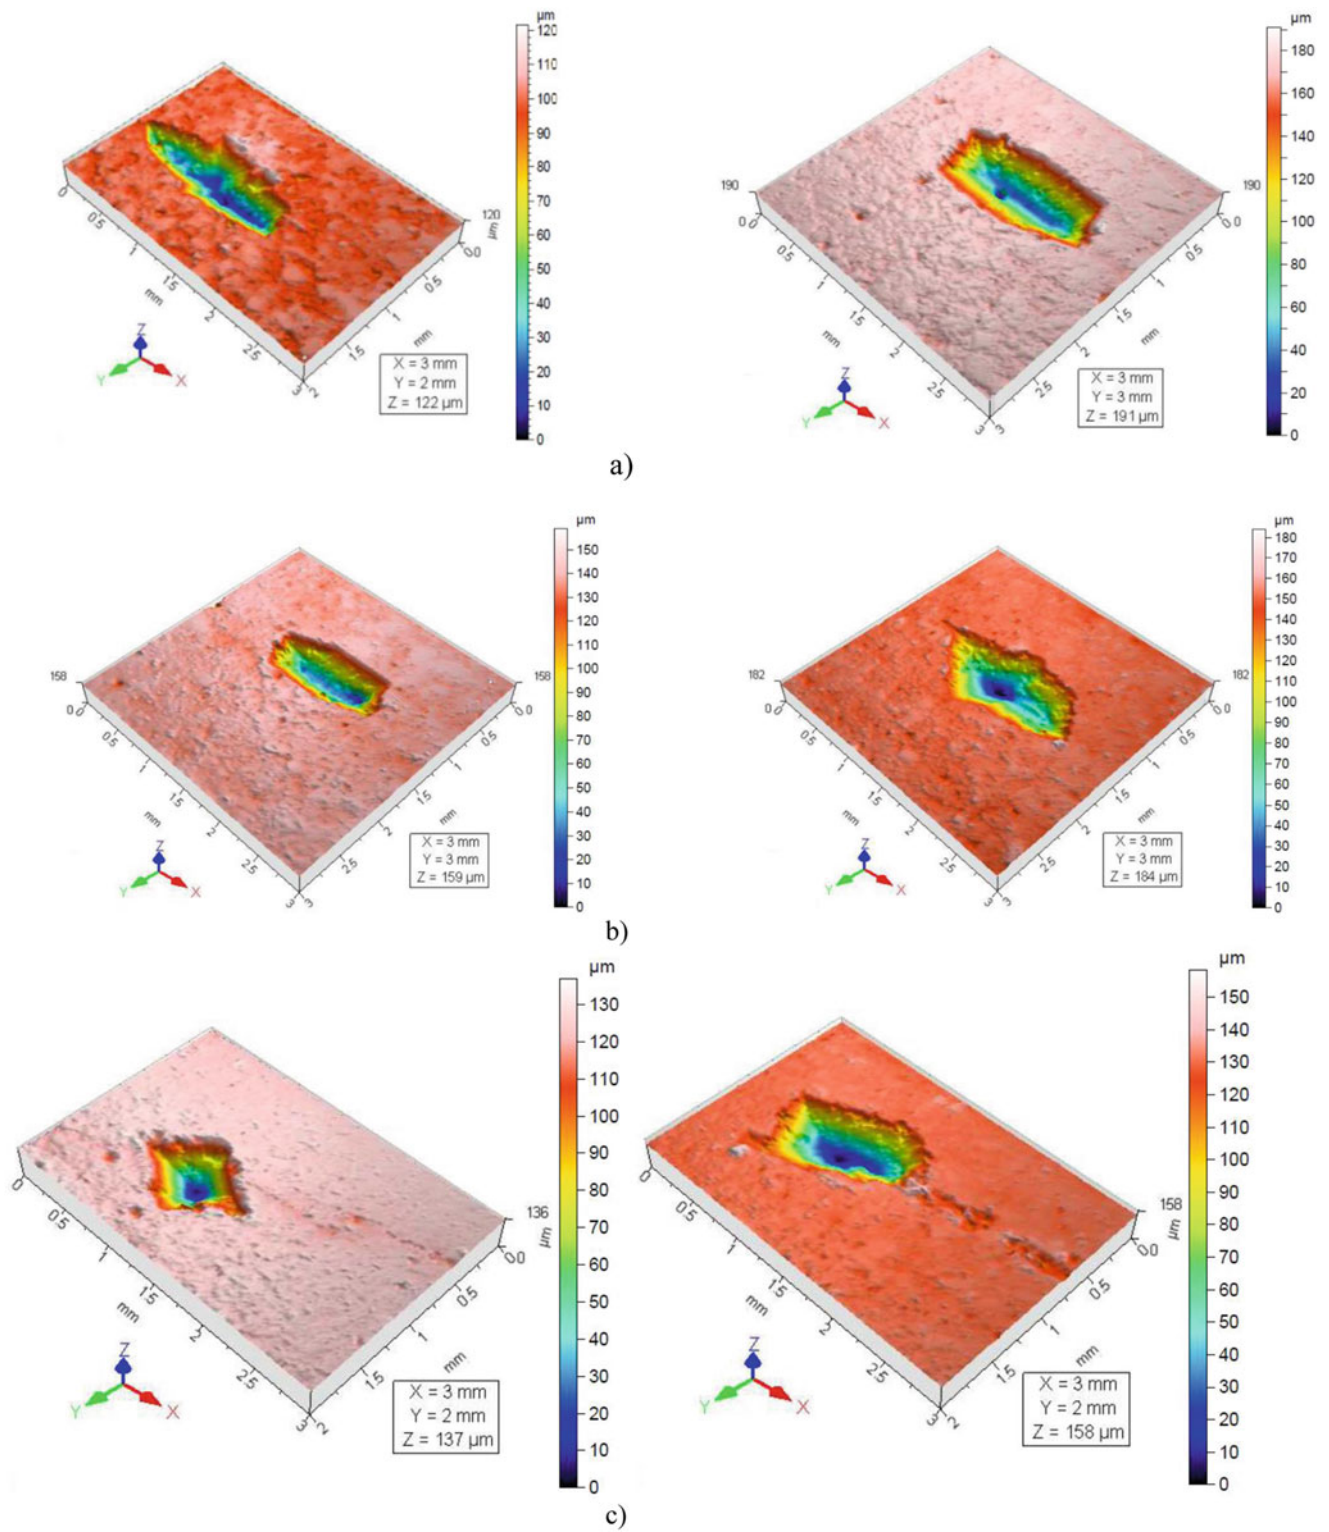 µm
120
110
100
90
80
70
60
50
40
30
20
10
0
0
0.5
1
1.5
2
2.5
3
mm
120
µm
0.0
0.5
1
1.5
2
mm
Z
Y
X
X = 3 mm
Y = 2 mm
Z = 122 µm
µm
180
160
140
120
100
80
60
40
20
0
190
0.0
0.5
1
1.5
2
2.5
3
mm
190
0.0
0.5
1
1.5
2
2.5
3
mm
Z
Y
X
X = 3 mm
Y = 3 mm
Z = 191 µm
a)
µm
150
140
130
120
110
100
90
80
70
60
50
40
30
20
10
0
158
0.0
0.5
1
1.5
2
2.5
3
mm
158
0.0
0.5
1
1.5
2
2.5
3
mm
Z
Y
X
X = 3 mm
Y = 3 mm
Z = 159 µm
µm
180
170
160
150
140
130
120
110
100
90
80
70
60
50
40
30
20
10
0
182
0.0
0.5
1
1.5
2
2.5
3
mm
182
0.0
0.5
1
1.5
2
2.5
3
mm
Z
Y
X
X = 3 mm
Y = 3 mm
Z = 184 µm
b)
µm
130
120
110
100
90
80
70
60
50
40
30
20
10
0
0
0.5
1
1.5
2
2.5
3
mm
136
µm
0.0
0.5
1
1.5
2
mm
Z
Y
X
X = 3 mm
Y = 2 mm
Z = 137 µm
µm
150
140
130
120
110
100
90
80
70
60
50
40
30
20
10
0
0
0.5
1
1.5
2
2.5
3
mm
158
µm
0.0
0.5
1
1.5
2
mm
Z
Y
X
X = 3 mm
Y = 2 mm
Z = 158 µm
c)